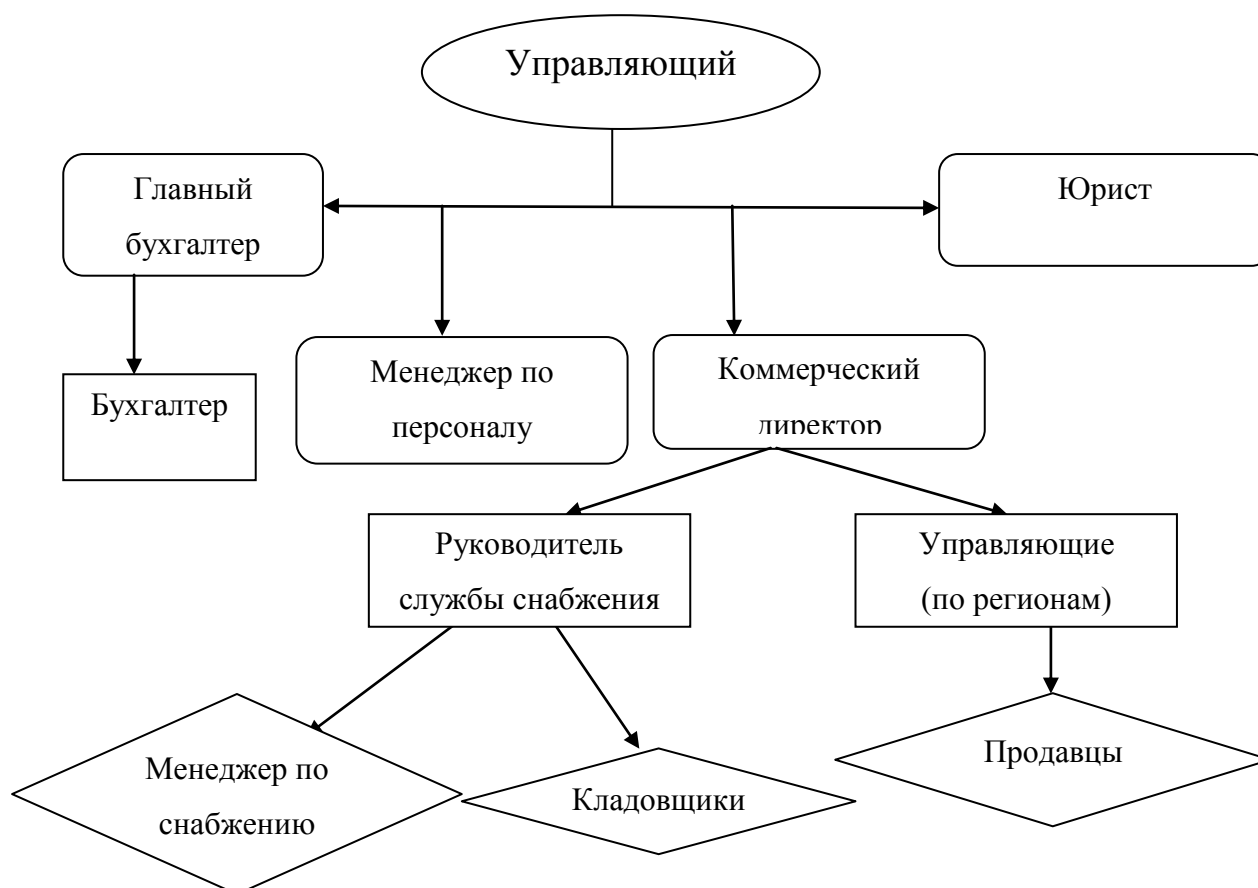 Управляющий
Главный
бухгалтер
Юрист
Менеджер по
персоналу
Коммерческий
директор
Бухгалтер
Руководитель
службы снабжения
Управляющие
(по регионам)
Менеджер по
снабжению
Кладовщики
Продавцы